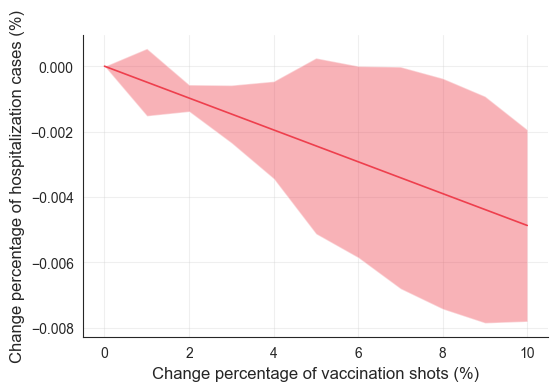 Change percentage of hospitalization cases (%)
0.000
−0.002
−0.004
−0.006
−0.008
0 2 4 6 8 10
Change percentage of vaccination shots (%)